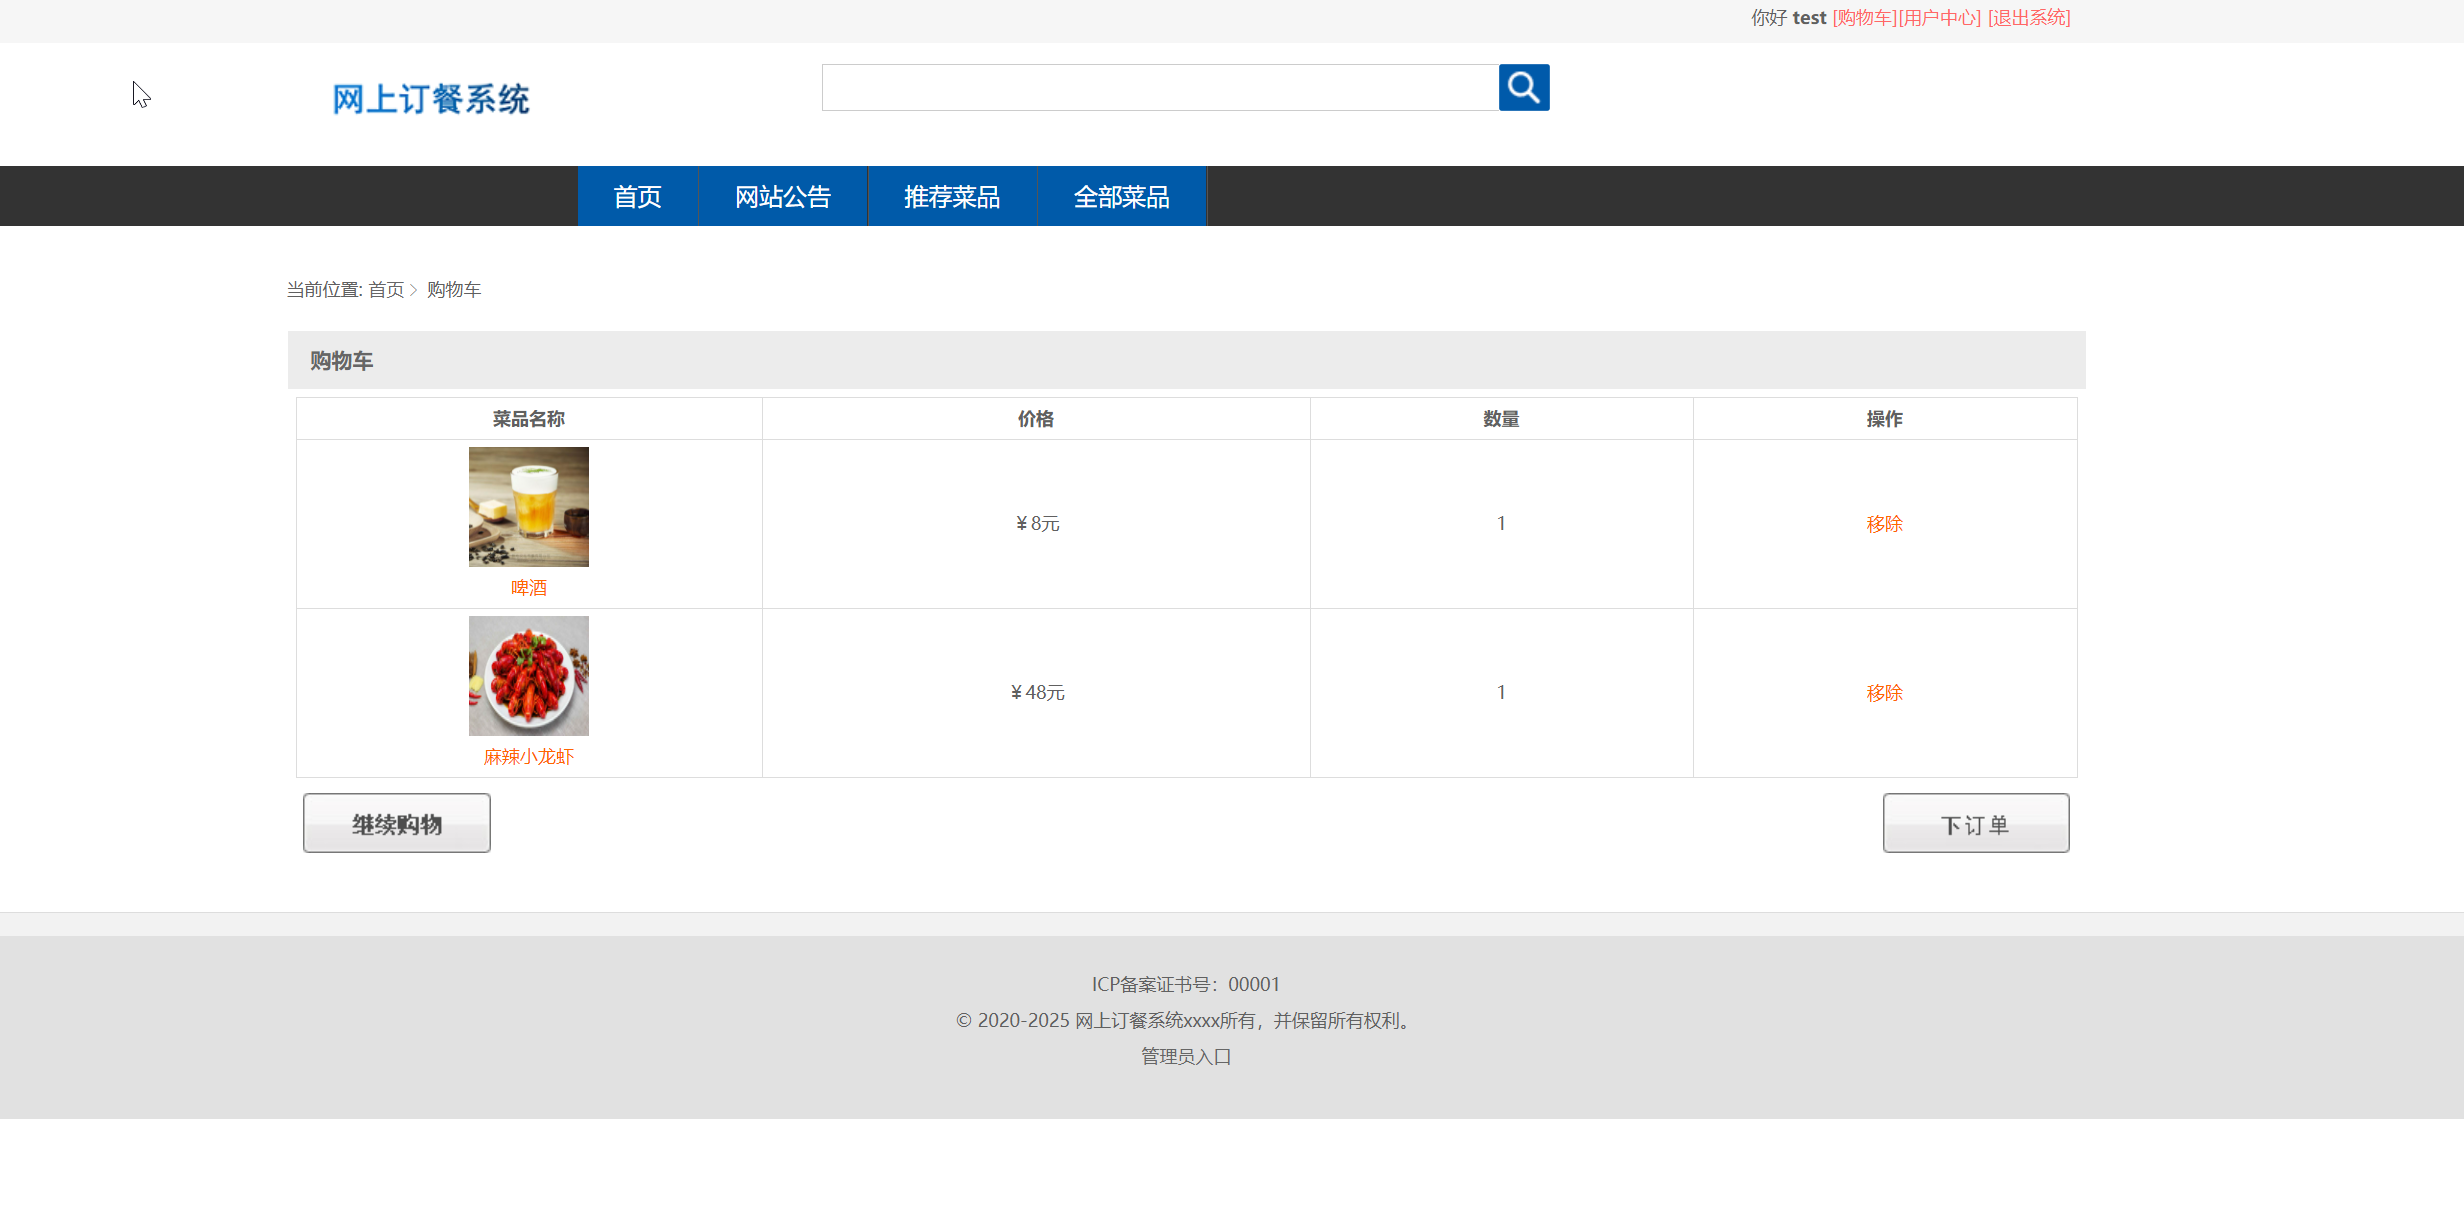 你好 test [购物车][用户中心] [退出系统]
网上订餐系统
首页 网站公告 推荐菜品 全部菜品
当前位置: 首页 > 购物车
购物车
菜品名称 价格 数量 操作
¥8元 1 移除
啤酒
¥48元 1 移除
麻辣小龙虾
继续购物 下订单
ICP备案证书号：00001
© 2020-2025 网上订餐系统xxxx所有，并保留所有权利。
管理员入口